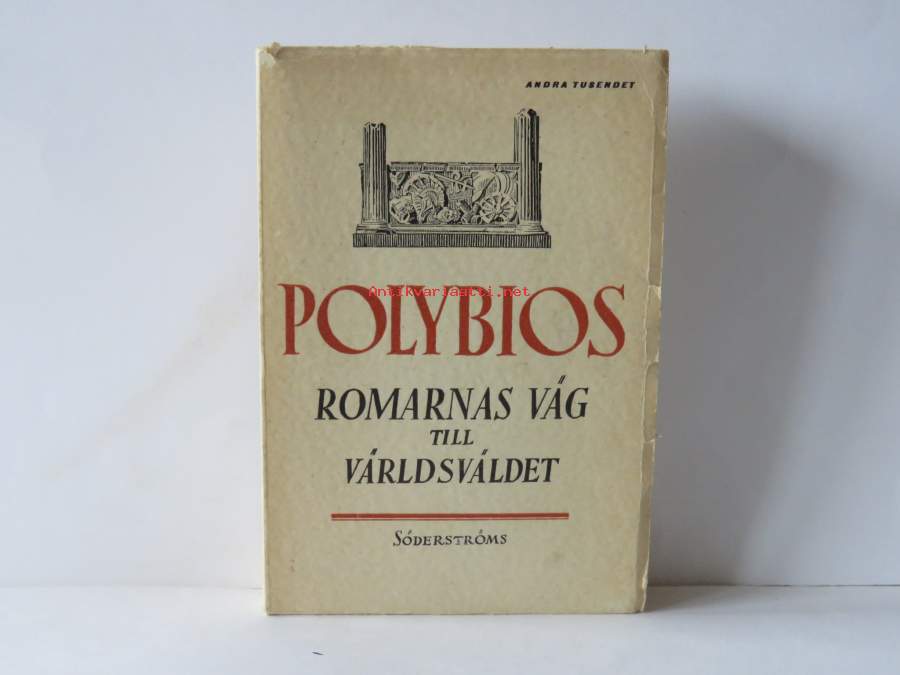 ANDRA TUSENDET
POLYBIOS
Antikvariaatti.net
ROMARNAS VÄG
TILL
VÄRLDSVÄLDET
SÖDERSTRÖMS